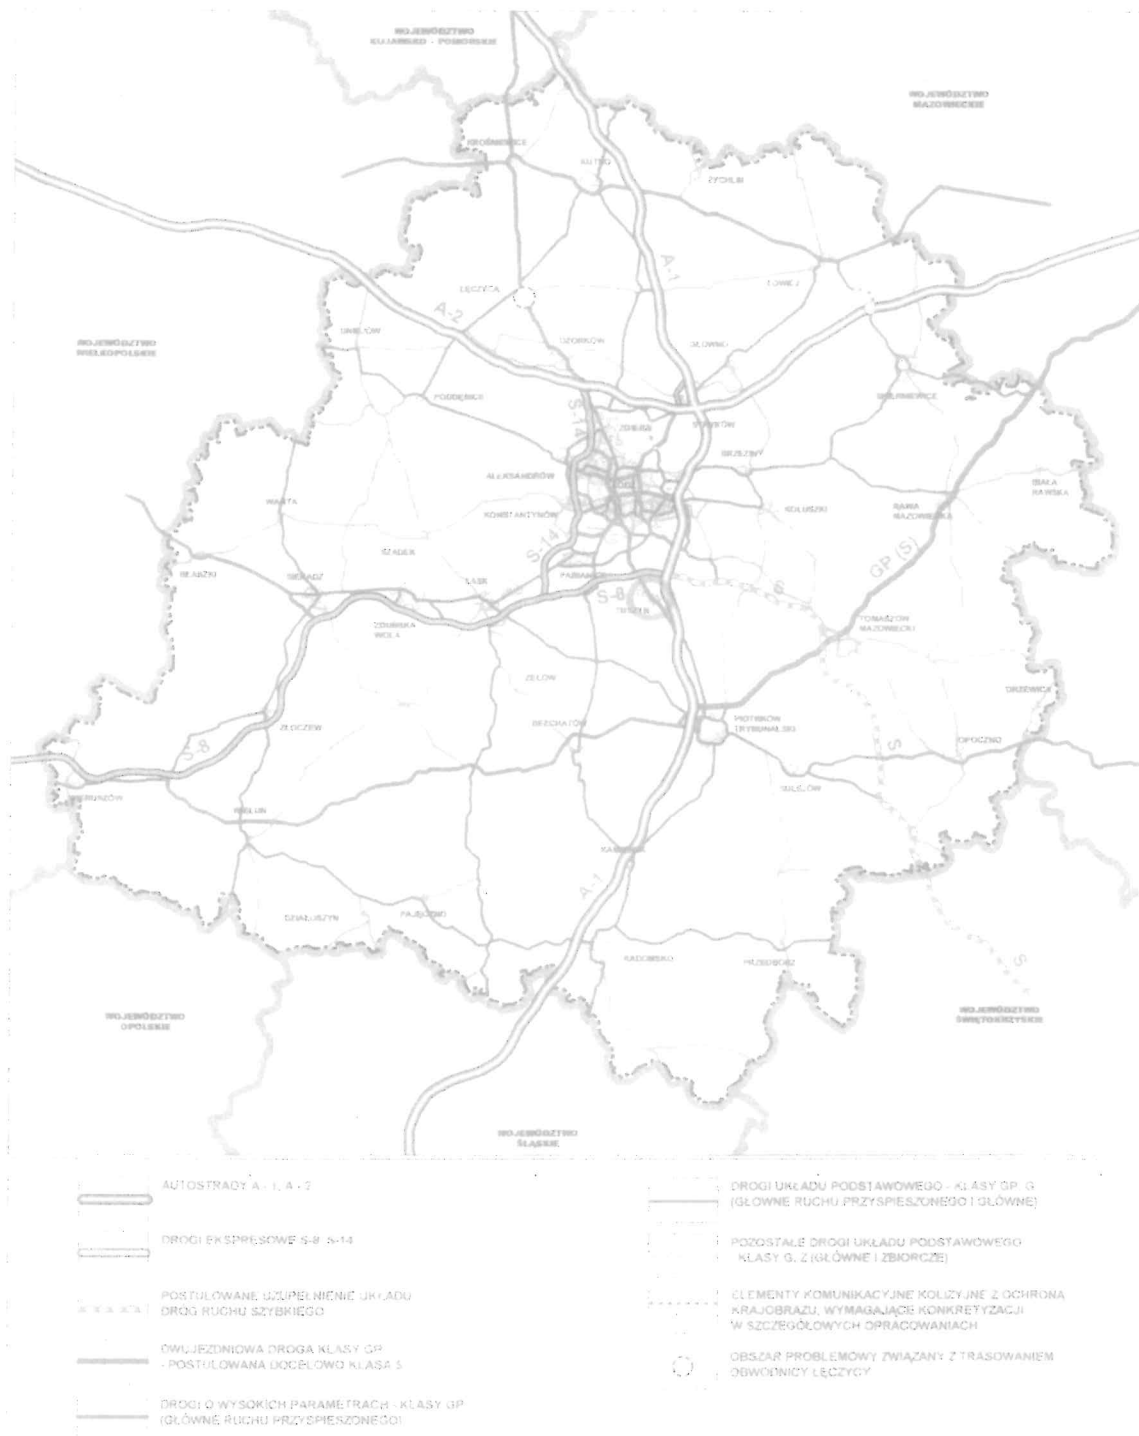 WOJEWÓDZTWO
KUJAWSKO - POMORSKIE
WOJEWÓDZTWO
MAZOWIECKIE
KROŚNIEWICE
KUTNO
ŻYCHLIN
A-1
ŁĘCZYCA
ŁOWICZ
A-2
UNIEJÓW
OZORKÓW
GŁOWNO
WOJEWÓDZTWO
WIELKOPOLSKIE
PODDĘBICE
SKIERNIEWICE
S-14
ZGIERZ
STRYKÓW
BRZEZINY
ALEKSANDRÓW
ŁÓDŹ
BIAŁA
RAWSKA
WARTA
KONSTANTYNÓW
KOLUSZKI
RAWA
MAZOWIECKA
SZADEK
S-14
GP (S)
BŁASZKI
SIERADZ
ŁASK
PABIANICE
S
S-8
TUSZYN
ZDUŃSKA
WOLA
TOMASZÓW
MAZOWIECKI
ZELÓW
DRZEWICA
ZŁOCZEW
BEŁCHATÓW
PIOTRKÓW
TRYBUNALSKI
S-8
S
OPOCZNO
WIERUSZÓW
SULEJÓW
WIELUŃ
KAMIEŃSK
A-1
DZIAŁOSZYN
PAJĘCZNO
RADOMSKO
PRZEDBÓRZ
S
WOJEWÓDZTWO
OPOLSKIE
WOJEWÓDZTWO
ŚWIĘTOKRZYSKIE
WOJEWÓDZTWO
ŚLĄSKIE
AUTOSTRADY A - 1, A - 2
DROGI EKSPRESOWE S-8, S-14
POSTULOWANE UZUPEŁNIENIE UKŁADU
DRÓG RUCHU SZYBKIEGO
DWUJEZDNIOWA DROGA KLASY GP
- POSTULOWANA DOCELOWO KLASA S
DROGI O WYSOKICH PARAMETRACH - KLASY GP
(GŁÓWNE RUCHU PRZYSPIESZONEGO)
DROGI UKŁADU PODSTAWOWEGO - KLASY GP, G
(GŁÓWNE RUCHU PRZYSPIESZONEGO I GŁÓWNE)
POZOSTAŁE DROGI UKŁADU PODSTAWOWEGO
KLASY G, Z (GŁÓWNE I ZBIORCZE)
ELEMENTY KOMUNIKACYJNE KOLIZYJNE Z OCHRONĄ
KRAJOBRAZU, WYMAGAJĄCE KONKRETYZACJI
W SZCZEGÓŁOWYCH OPRACOWANIACH
OBSZAR PROBLEMOWY ZWIĄZANY Z TRASOWANIEM
OBWODNICY ŁĘCZYCY